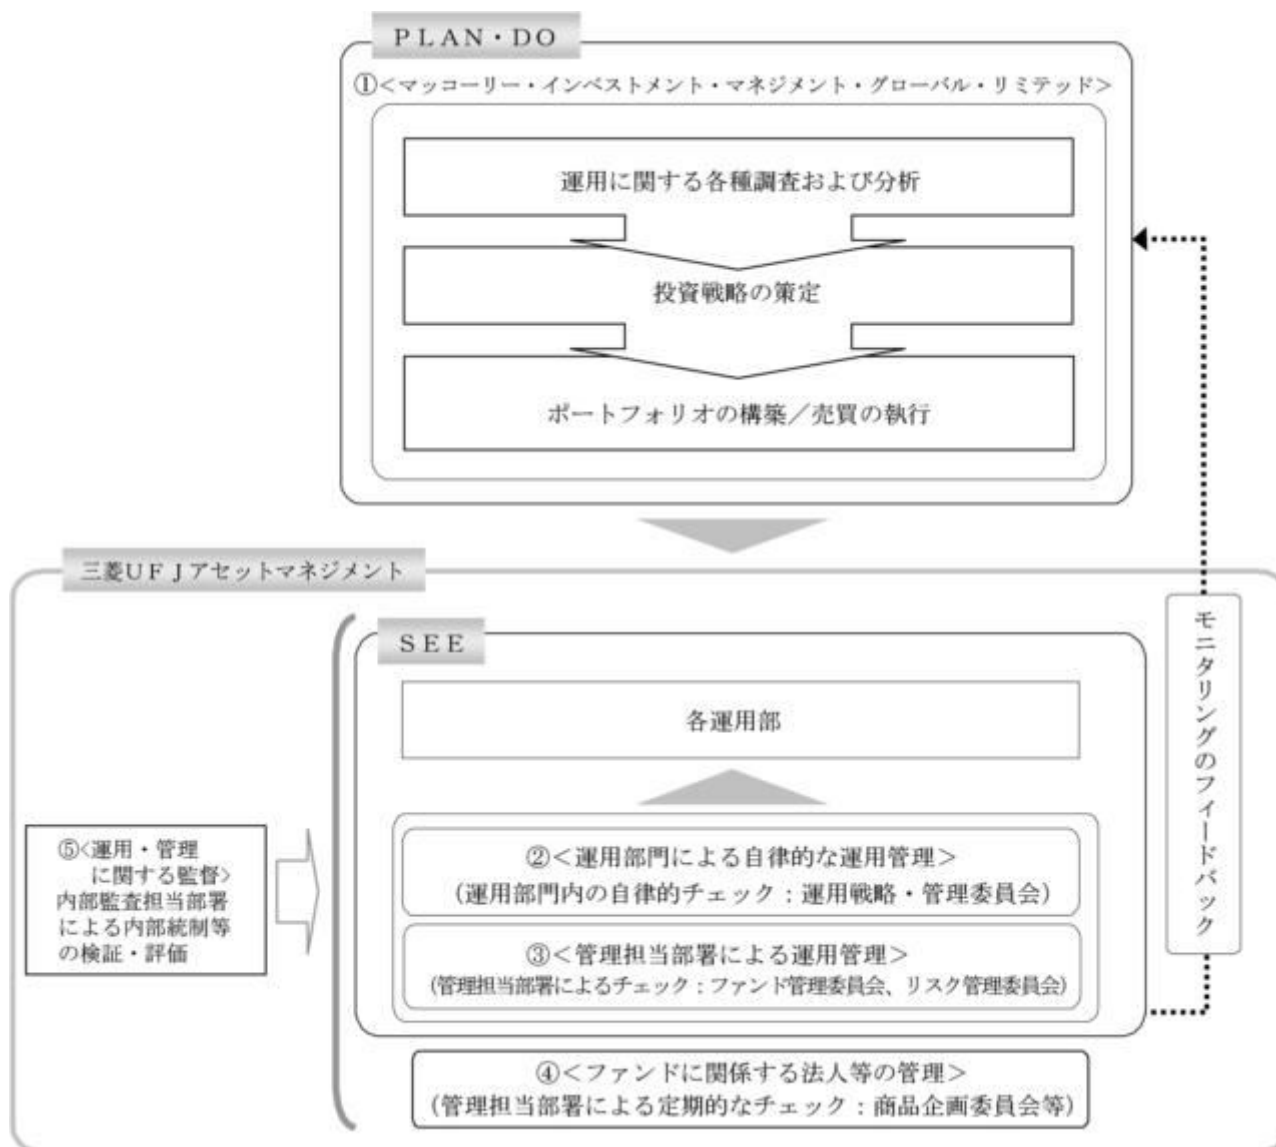 ＰＬＡＮ・ＤＯ
①＜マッコーリー・インベストメント・マネジメント・グローバル・リミテッド＞
運用に関する各種調査および分析
投資戦略の策定
ポートフォリオの構築／売買の執行
三菱ＵＦＪアセットマネジメント
ＳＥＥ
各運用部
②＜運用部門による自律的な運用管理＞
（運用部門内の自律的チェック：運用戦略・管理委員会）
③＜管理担当部署による運用管理＞
（管理担当部署によるチェック：ファンド管理委員会、リスク管理委員会）
④＜ファンドに関係する法人等の管理＞
（管理担当部署による定期的なチェック：商品企画委員会等）
⑤＜運用・管理
に関する監督＞
内部監査担当部署
による内部統制等
の検証・評価
モニタリングのフィードバック